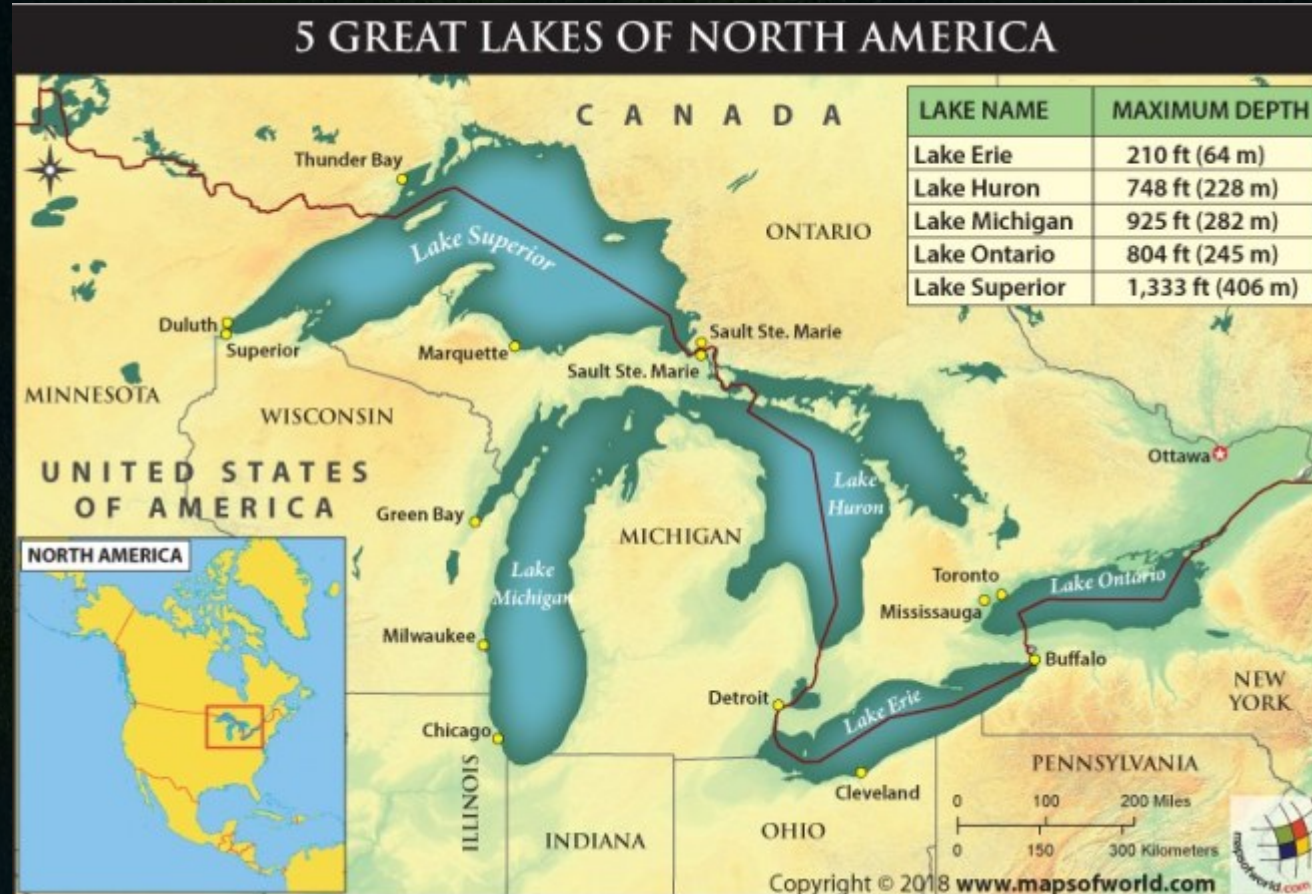 5 GREAT LAKES OF NORTH AMERICA
CANADA
LAKE NAME MAXIMUM DEPTH
Lake Erie 210 ft (64 m)
Lake Huron 748 ft (228 m)
Lake Michigan 925 ft (282 m)
Lake Ontario 804 ft (245 m)
Lake Superior 1,333 ft (406 m)
Thunder Bay
Lake Superior
ONTARIO
Duluth
Superior
Marquette
Sault Ste. Marie
Sault Ste. Marie
MINNESOTA
WISCONSIN
UNITED STATES
OF AMERICA
Green Bay
MICHIGAN
Lake
Huron
Ottawa
NORTH AMERICA
Lake
Michigan
Toronto
Mississauga
Lake Ontario
Milwaukee
Buffalo
NEW
YORK
Detroit
Lake Erie
Chicago
ILLINOIS
INDIANA
OHIO
Cleveland
PENNSYLVANIA
0 100 200 Miles
0 150 300 Kilometers
Copyright © 2018 www.mapsofworld.com
mapsofworld.com